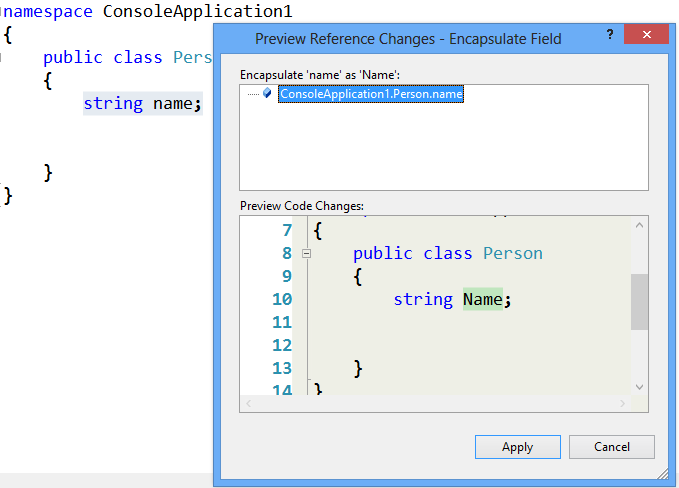 namespace ConsoleApplication1
{
public class Pers
{
string name;
}
}
Preview Reference Changes - Encapsulate Field
?
Encapsulate 'name' as 'Name':
ConsoleApplication1.Person.name
Preview Code Changes:
7 {
8 public class Person
9 {
10 string Name;
11
12
13 }
14 }
Apply
Cancel